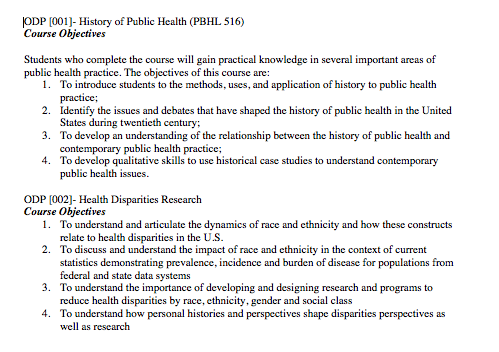 ODP [001]- History of Public Health (PBHL 516)
Course Objectives
Students who complete the course will gain practical knowledge in several important areas of
public health practice. The objectives of this course are:
1. To introduce students to the methods, uses, and application of history to public health
practice;
2. Identify the issues and debates that have shaped the history of public health in the United
States during twentieth century;
3. To develop an understanding of the relationship between the history of public health and
contemporary public health practice;
4. To develop qualitative skills to use historical case studies to understand contemporary
public health issues.
ODP [002]- Health Disparities Research
Course Objectives
1. To understand and articulate the dynamics of race and ethnicity and how these constructs
relate to health disparities in the U.S.
2. To discuss and understand the impact of race and ethnicity in the context of current
statistics demonstrating prevalence, incidence and burden of disease for populations from
federal and state data systems
3. To understand the importance of developing and designing research and programs to
reduce health disparities by race, ethnicity, gender and social class
4. To understand how personal histories and perspectives shape disparities perspectives as
well as research